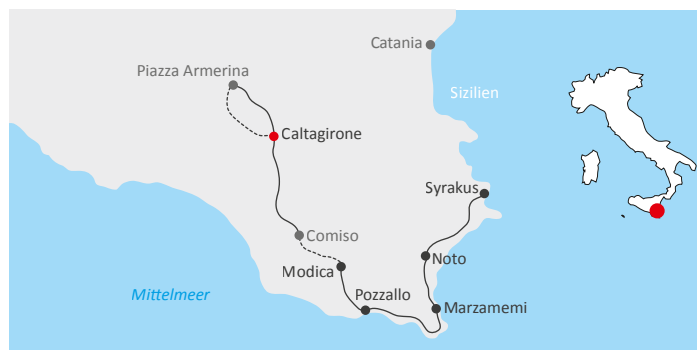 Catania
Piazza Armerina
Sizilien
Caltagirone
Syrakus
Comiso
Noto
Modica
Mittelmeer
Pozzallo
Marzamemi